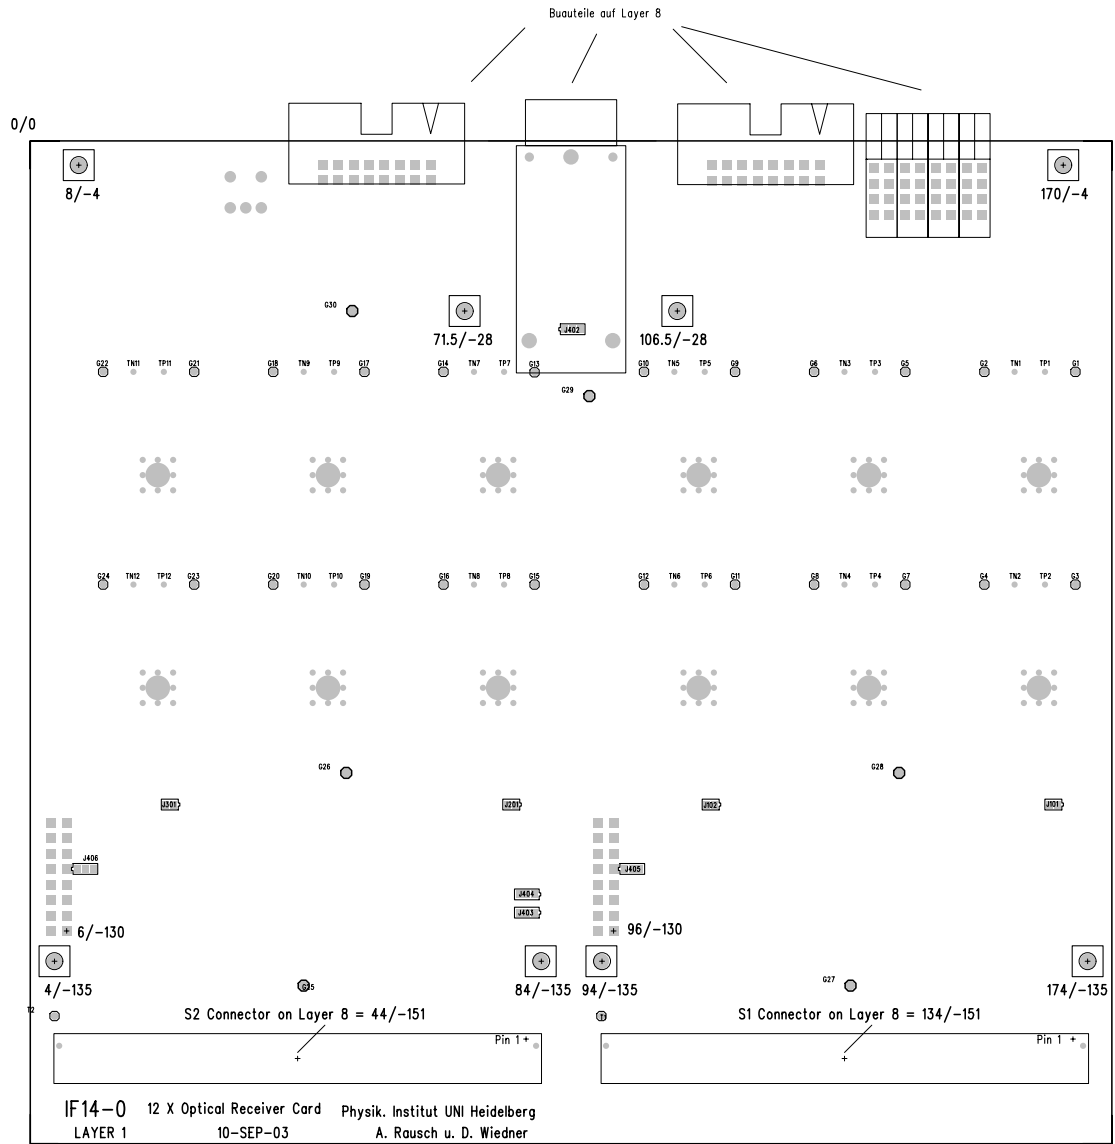 Buauteile auf Layer 8
0/0
8/-4
170/-4
G30
71.5/-28
J402
106.5/-28
G22 TN11 TP11 G21 G18 TN9 TP9 G17 G14 TN7 TP7 G13 G10 TN5 TP5 G9 G6 TN3 TP3 G5 G2 TN1 TP1 G1
G29
G24 TN12 TP12 G23 G20 TN10 TP10 G19 G16 TN8 TP8 G15 G12 TN6 TP6 G11 G8 TN4 TP4 G7 G4 TN2 TP2 G3
G26
G28
J301 J201 J102 J101
J406
J405
J404
J403
6/-130
96/-130
4/-135
84/-135
94/-135
174/-135
G25
G27
T2
T1
S2 Connector on Layer 8 = 44/-151
S1 Connector on Layer 8 = 134/-151
Pin 1 +
Pin 1 +
IF14-0 12 X Optical Receiver Card Physik. Institut UNI Heidelberg
LAYER 1 10-SEP-03 A. Rausch u. D. Wiedner